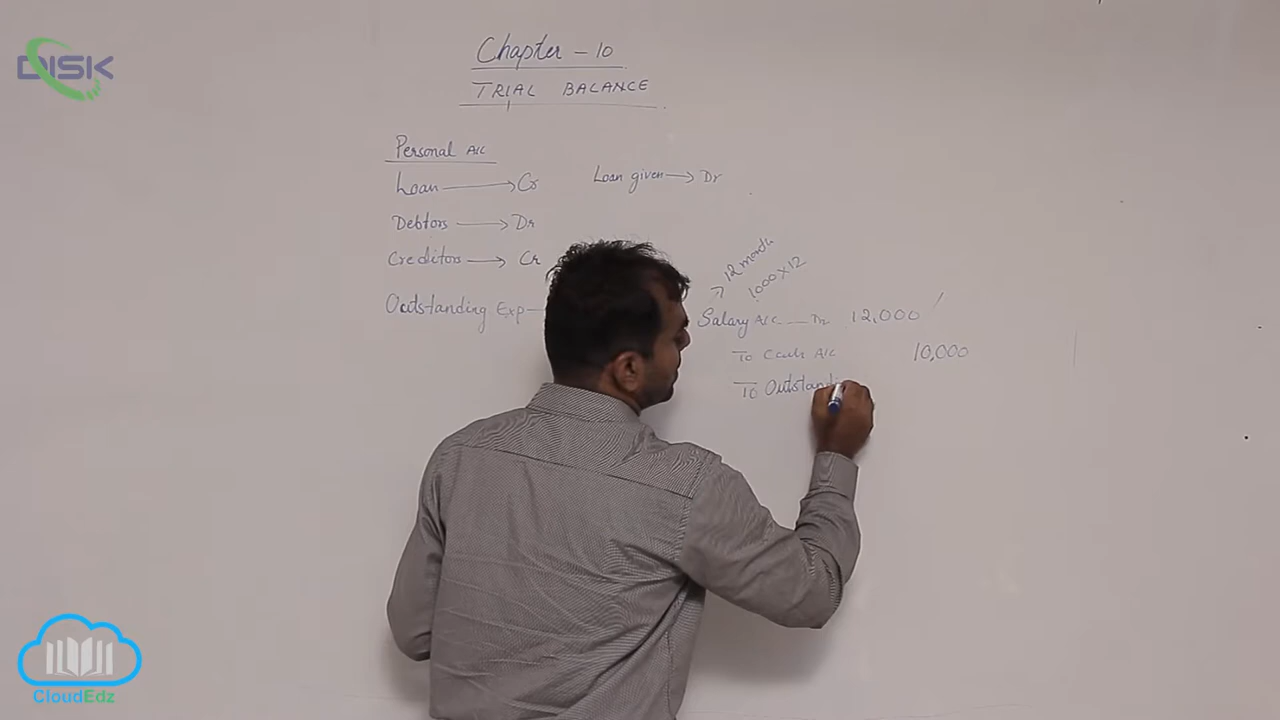 DISK
Chapter - 10
TRIAL BALANCE
Personal A/c
Loan → Cr
Loan given → Dr
Debtors → Dr
Creditors → Cr
Outstanding Exp
→ 12 month
1000 × 12
Salary A/c Dr 12,000
To Cash A/c 10,000
To Outstandi
CloudEdz